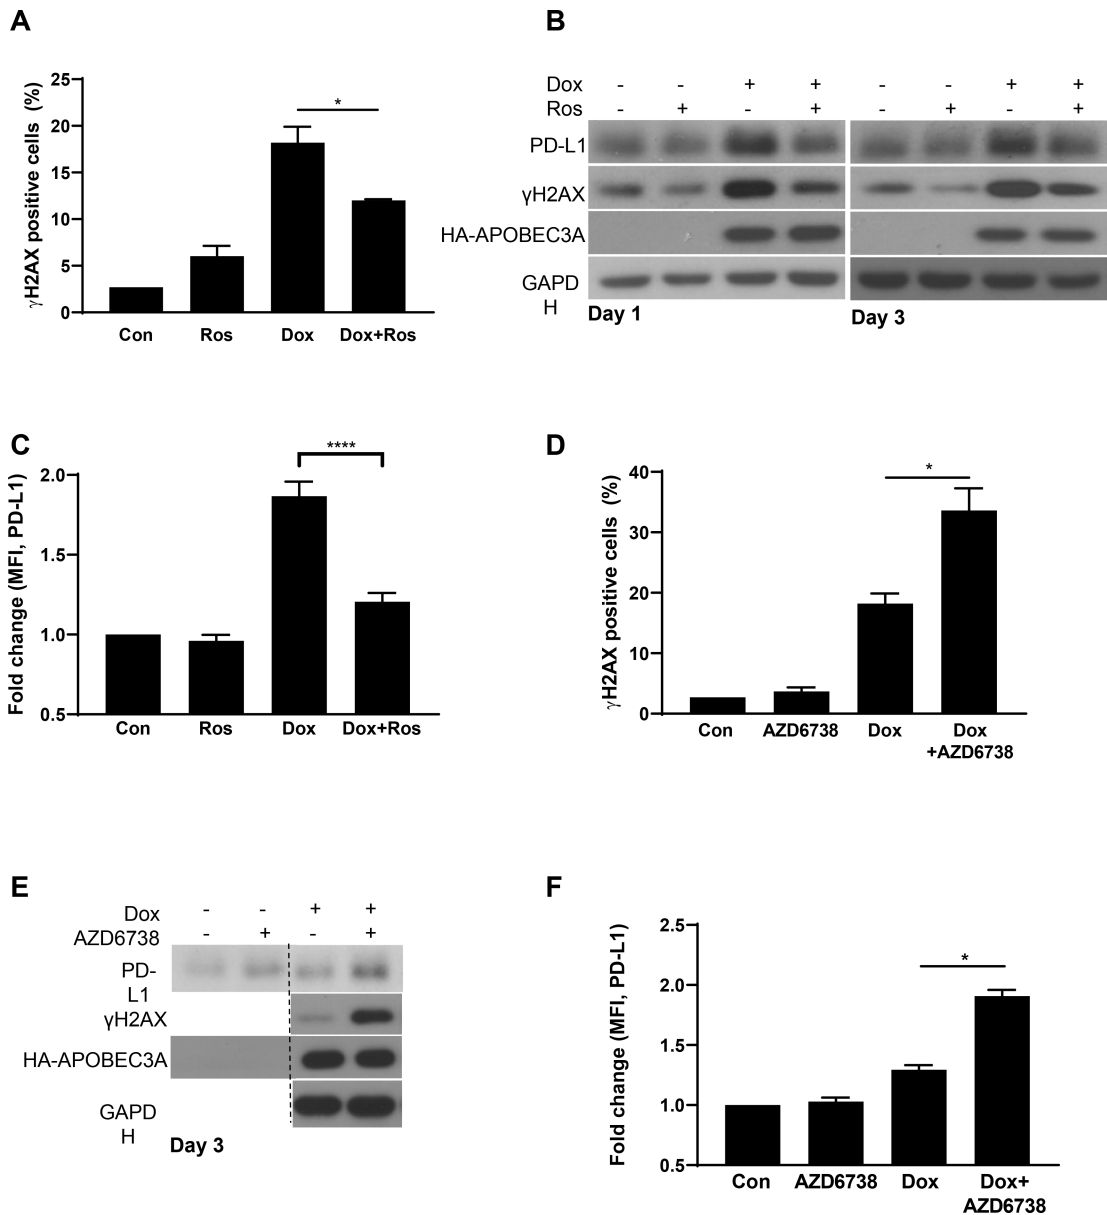 A
γH2AX positive cells (%)
25
20
15
10
5
0
*
Con Ros Dox Dox+Ros
B
Dox - - + + - - + +
Ros - + - + - + - +
PD-L1
γH2AX
HA-APOBEC3A
GAPD
H
Day 1 Day 3
C
Fold change (MFI, PD-L1)
2.0
1.5
1.0
0.5
****
Con Ros Dox Dox+Ros
D
γH2AX positive cells (%)
40
30
20
10
0
*
Con AZD6738 Dox Dox
+AZD6738
E
Dox - - + +
AZD6738 - + - +
PD-
L1
γH2AX
HA-APOBEC3A
GAPD
H
Day 3
F
Fold change (MFI, PD-L1)
2.5
2.0
1.5
1.0
0.5
*
Con AZD6738 Dox Dox+
AZD6738